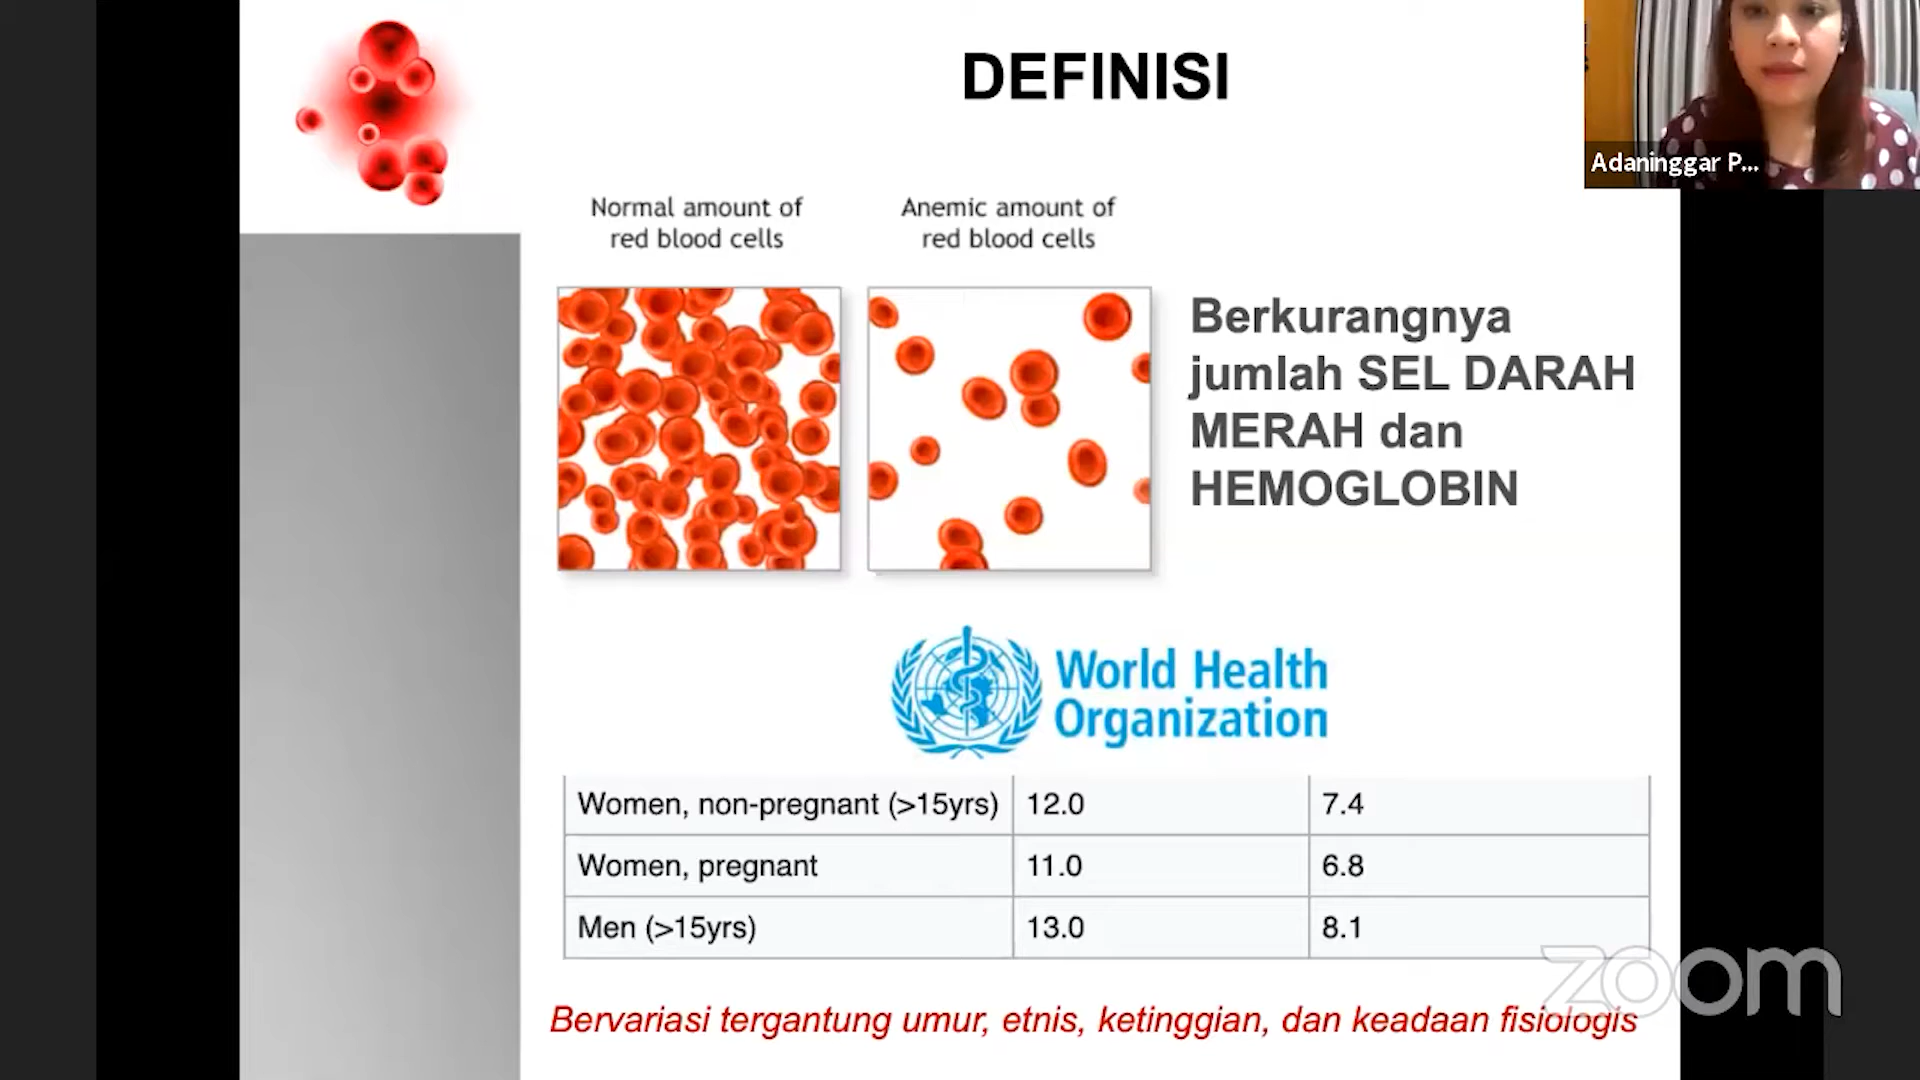 DEFINISI
Adaninggar P...
Normal amount of
red blood cells
Anemic amount of
red blood cells
Berkurangnya
jumlah SEL DARAH
MERAH dan
HEMOGLOBIN
World Health
Organization
Women, non-pregnant (>15yrs) 12.0 7.4
Women, pregnant 11.0 6.8
Men (>15yrs) 13.0 8.1
zoom
Bervariasi tergantung umur, etnis, ketinggian, dan keadaan fisiologis